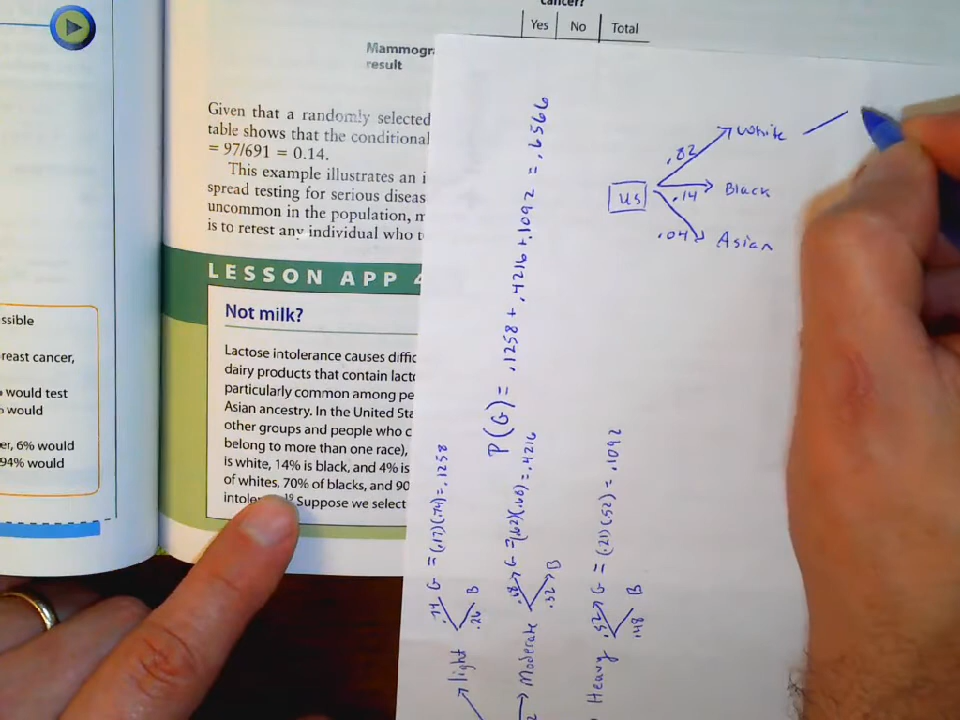 cancer?
Yes No Total
Mammogr
result
Given that a randomly selected
table shows that the conditional
= 97/691 = 0.14.
This example illustrates an i
spread testing for serious diseas
uncommon in the population, m
is to retest any individual who t
LESSON APP 4
Not milk?
Lactose intolerance causes diffic
dairy products that contain lact
particularly common among pe
Asian ancestry. In the United Sta
other groups and people who c
belong to more than one race),
is white, 14% is black, and 4% is
of whites, 70% of blacks, and 90
Suppose we select
ssible
reast cancer,
would test
would
er, 6% would
94% would
US
.82 White
.14 Black
.04 Asian
P(G) = .1258 + .4216 + .1092 = .6566
light
.74 G = (.17)(.74) = .1258
.26 B
Moderate
.68 G = (.62)(.68) = .4216
.32 B
Heavy
.52 G = (.21)(.52) = .1092
.48 B